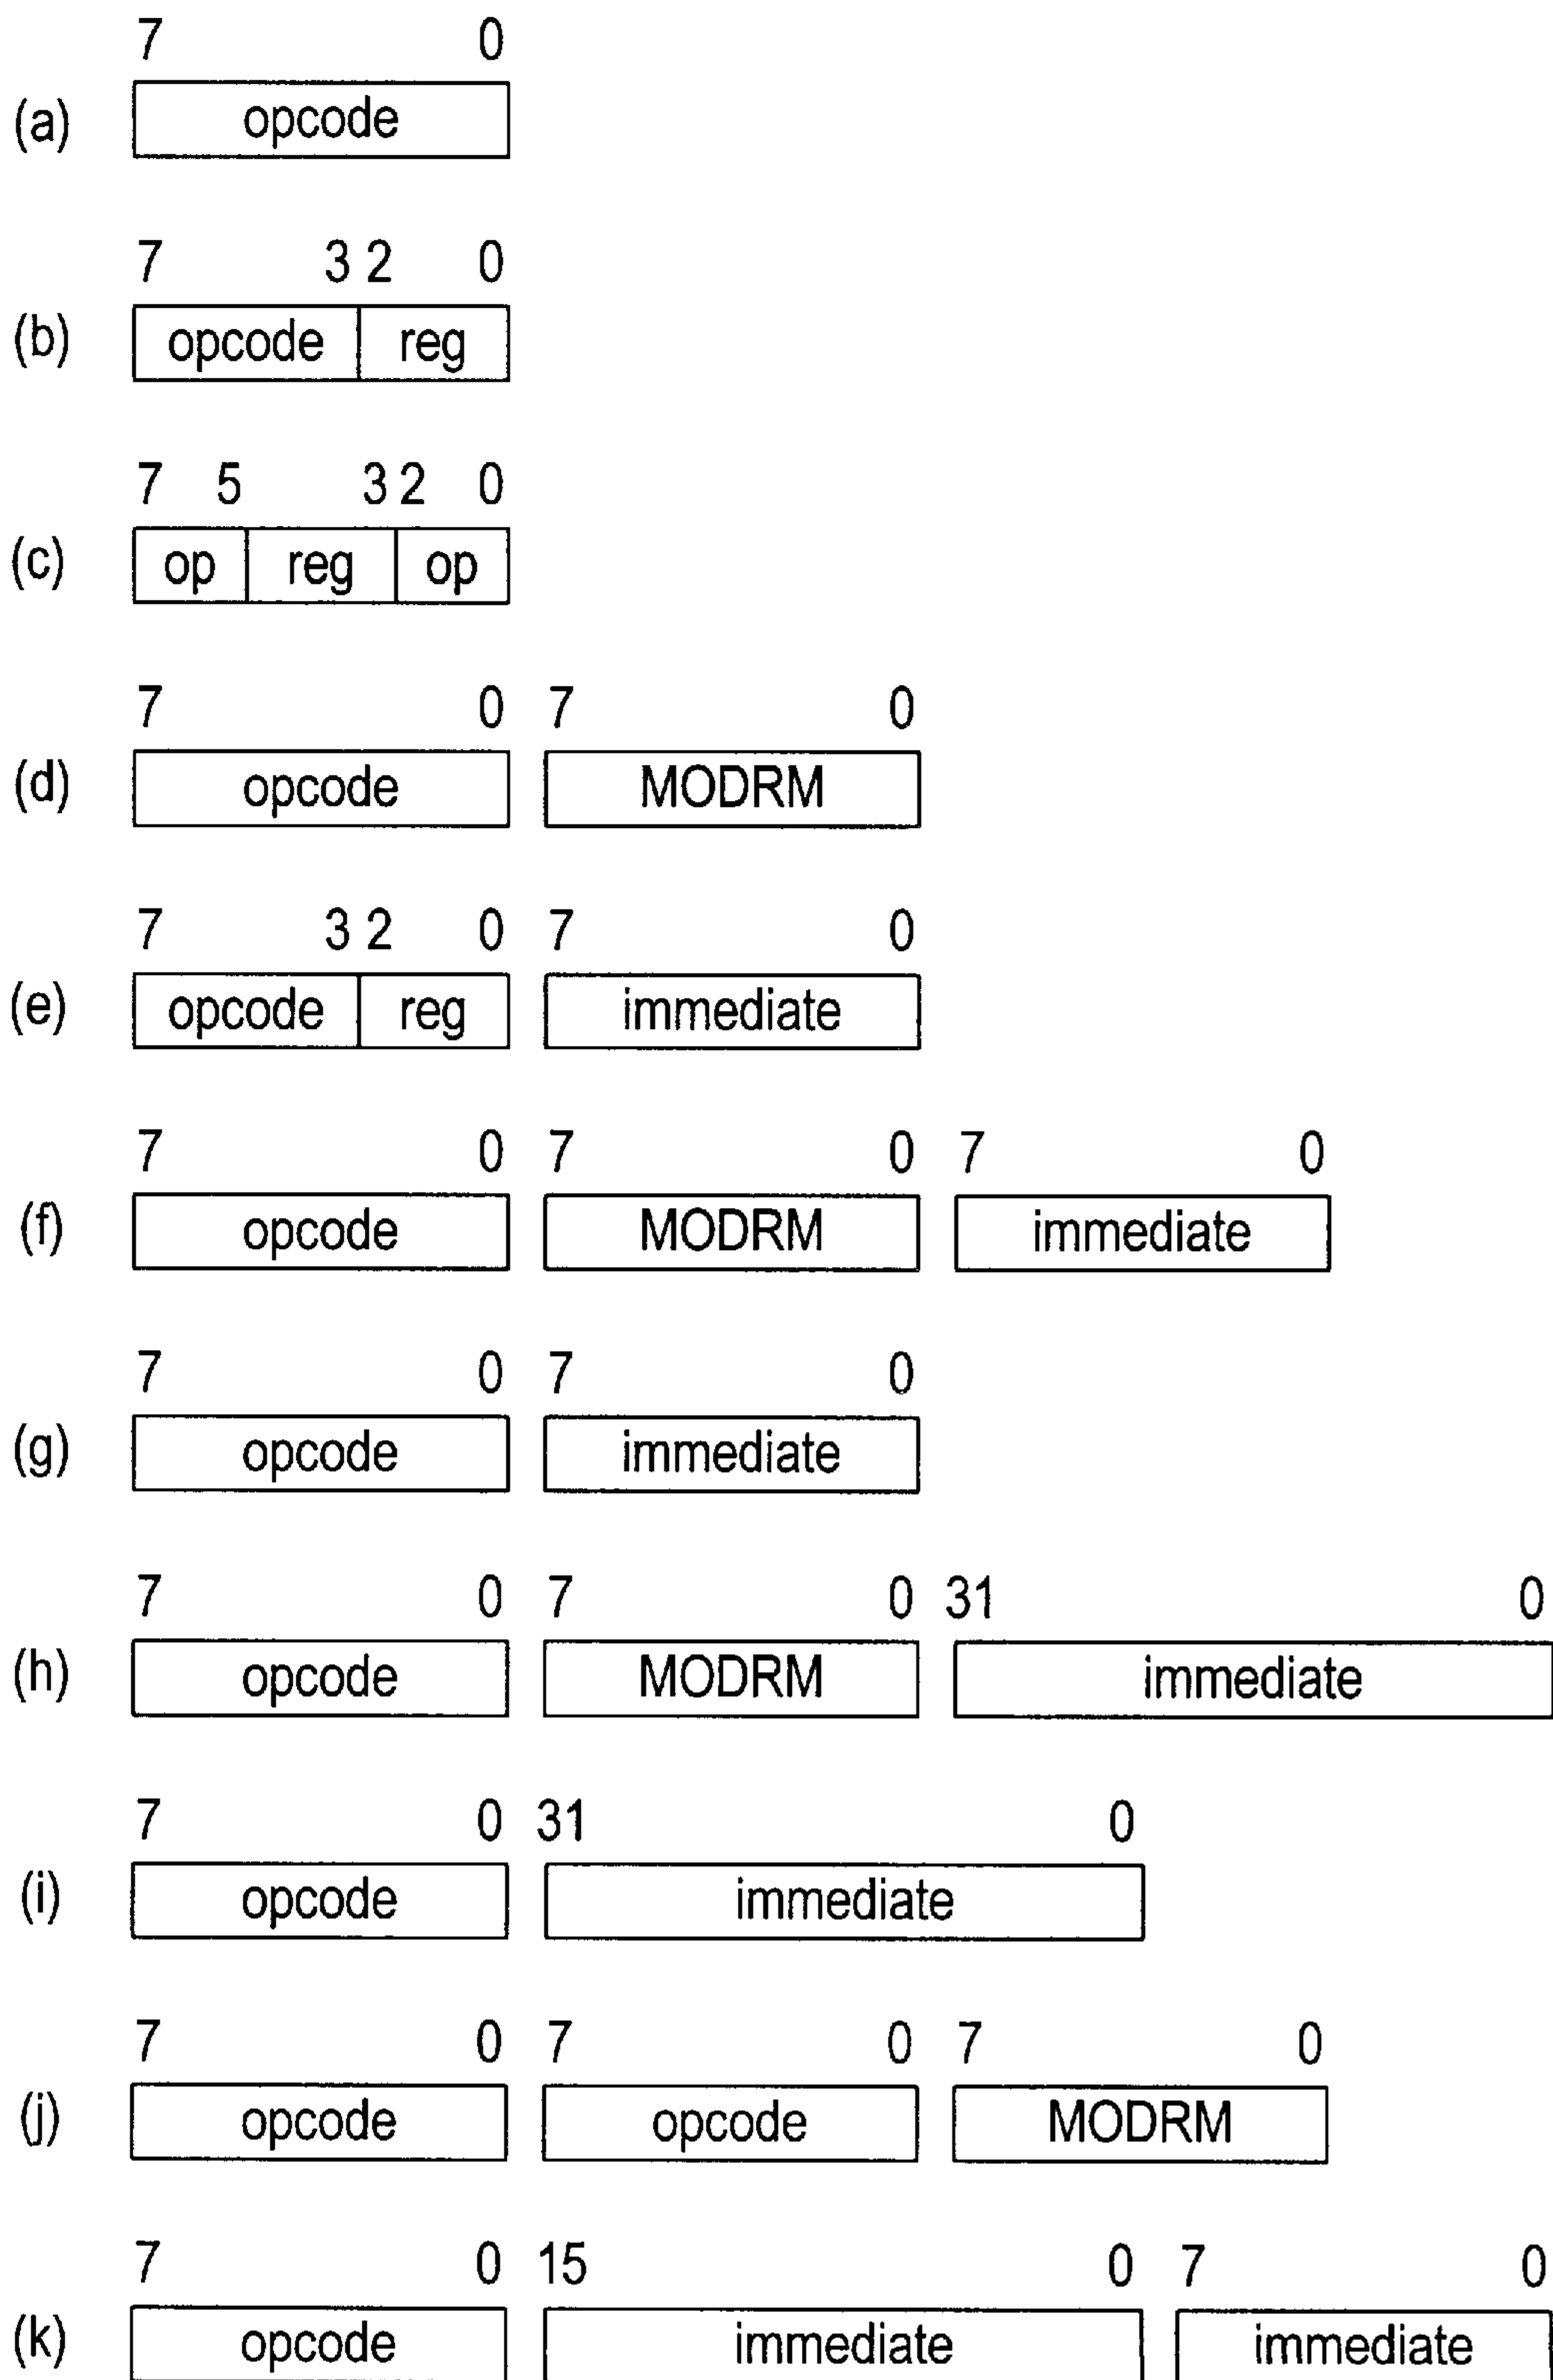 7 0
(a) opcode
7 3 2 0
(b) opcode reg
7 5 3 2 0
(c) op reg op
7 0 7 0
(d) opcode MODRM
7 3 2 0 7 0
(e) opcode reg immediate
7 0 7 0 7 0
(f) opcode MODRM immediate
7 0 7 0
(g) opcode immediate
7 0 7 0 31 0
(h) opcode MODRM immediate
7 0 31 0
(i) opcode immediate
7 0 7 0 7 0
(j) opcode opcode MODRM
7 0 15 0 7 0
(k) opcode immediate immediate